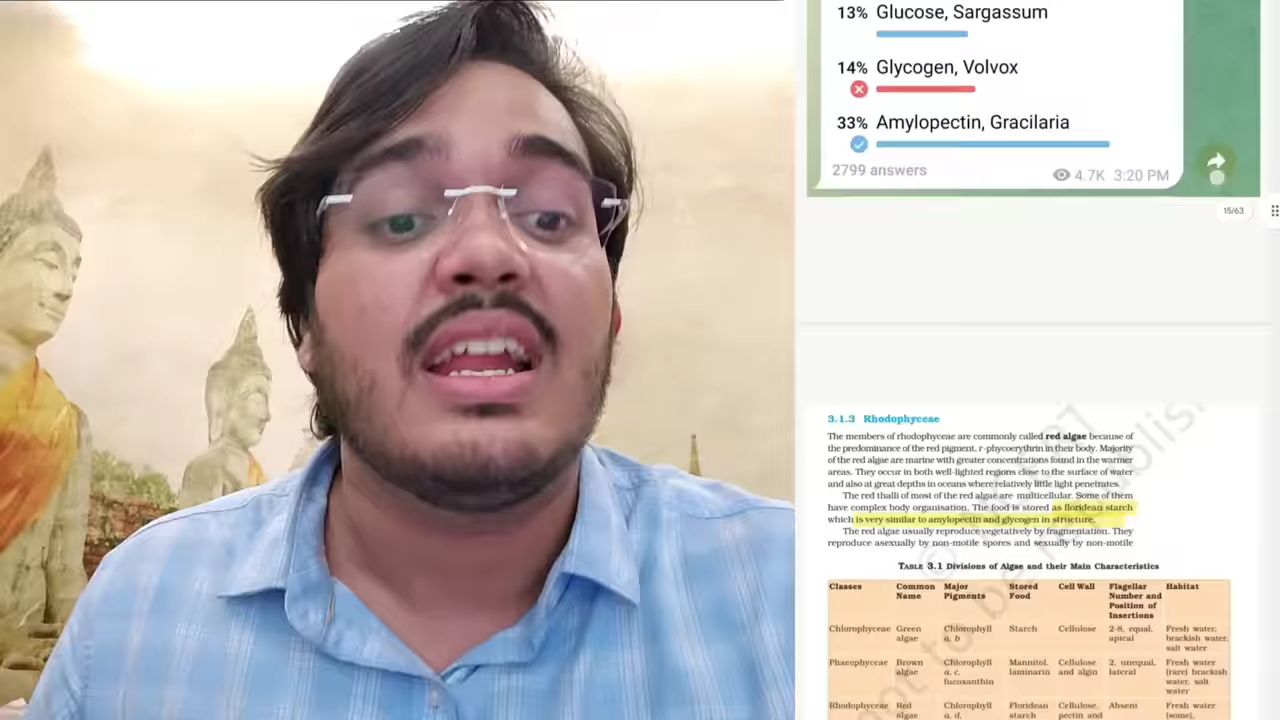 13% Glucose, Sargassum
14% Glycogen, Volvox
33% Amylopectin, Gracilaria
2799 answers
4.7K 3:20 PM
15/63
3.1.3 Rhodophyceae
The members of rhodophyceae are commonly called red algae because of
the predominance of the red pigment, r-phycoerythrin in their body. Majority
of the red algae are marine with greater concentrations found in the warmer
areas. They occur in both well-lighted regions close to the surface of water
and also at great depths in oceans where relatively little light penetrates.
The red thalli of most of the red algae are multicellular. Some of them
have complex body organisation. The food is stored as floridean starch
which is very similar to amylopectin and glycogen in structure.
The red algae usually reproduce vegetatively by fragmentation. They
reproduce asexually by non-motile spores and sexually by non-motile
TABLE 3.1 Divisions of Algae and their Main Characteristics
Classes Common Major Stored Cell Wall Flagellar Habitat
Name Pigments Food Number and
Position of
Insertions
Chlorophyceae Green Chlorophyll Starch Cellulose 2-8, equal, Fresh water,
algae a, b apical brackish water,
salt water
Phaeophyceae Brown Chlorophyll Mannitol, Cellulose 2, unequal, Fresh water
algae a, c, laminarin and algin lateral (rare) brackish
fucoxanthin water, salt
water
Rhodophyceae Red Chlorophyll Floridean Cellulose, Absent Fresh water
algae a, d, starch pectin and (some),
not to be